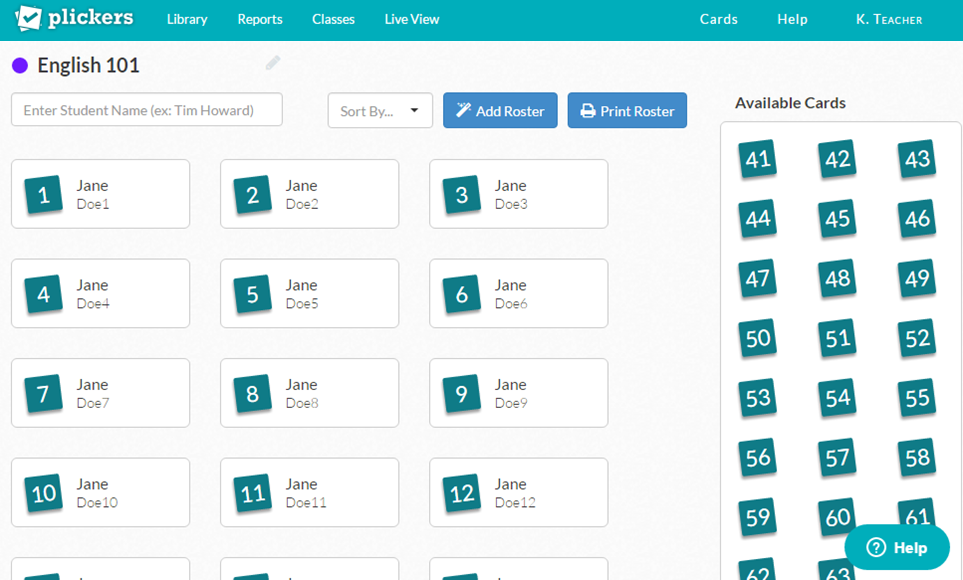 plickers Library Reports Classes Live View Cards Help K. Teacher
English 101
Enter Student Name (ex: Tim Howard) Sort By... Add Roster Print Roster
Available Cards
1 Jane Doe1
2 Jane Doe2
3 Jane Doe3
4 Jane Doe4
5 Jane Doe5
6 Jane Doe6
7 Jane Doe7
8 Jane Doe8
9 Jane Doe9
10 Jane Doe10
11 Jane Doe11
12 Jane Doe12
41 42 43
44 45 46
47 48 49
50 51 52
53 54 55
56 57 58
59 60 61
62 63
Help